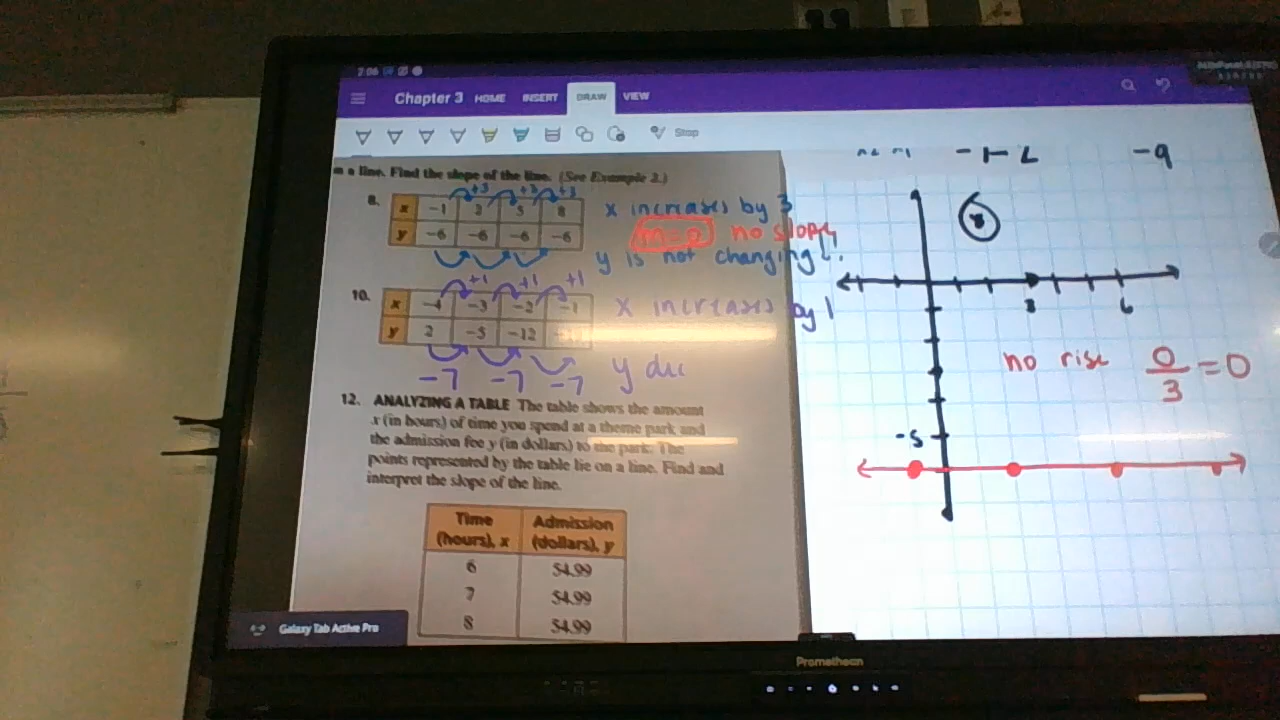 2:06
Chapter 3 HOME INSERT DRAW VIEW
Stop
a line. Find the slope of the line. (See Example 2.)
+3 +3 +3
8. x -1 2 5 8
y -6 -6 -6 -6
x increases by 3
m=0 no slope
y is not changing
+1 +1 +1
10. x -4 -3 -2 -1
y 2 -5 -12
x increases by 1
-7 -7 -7 y dec
12. ANALYZING A TABLE The table shows the amount
x (in hours) of time you spend at a theme park and
the admission fee y (in dollars) to the park. The
points represented by the table lie on a line. Find and
interpret the slope of the line.
Time (hours), x Admission (dollars), y
6 54.99
7 54.99
8 54.99
Galaxy Tab Active Pro
-9
8
3 6
no rise 0/3 = 0
-5
Promethean